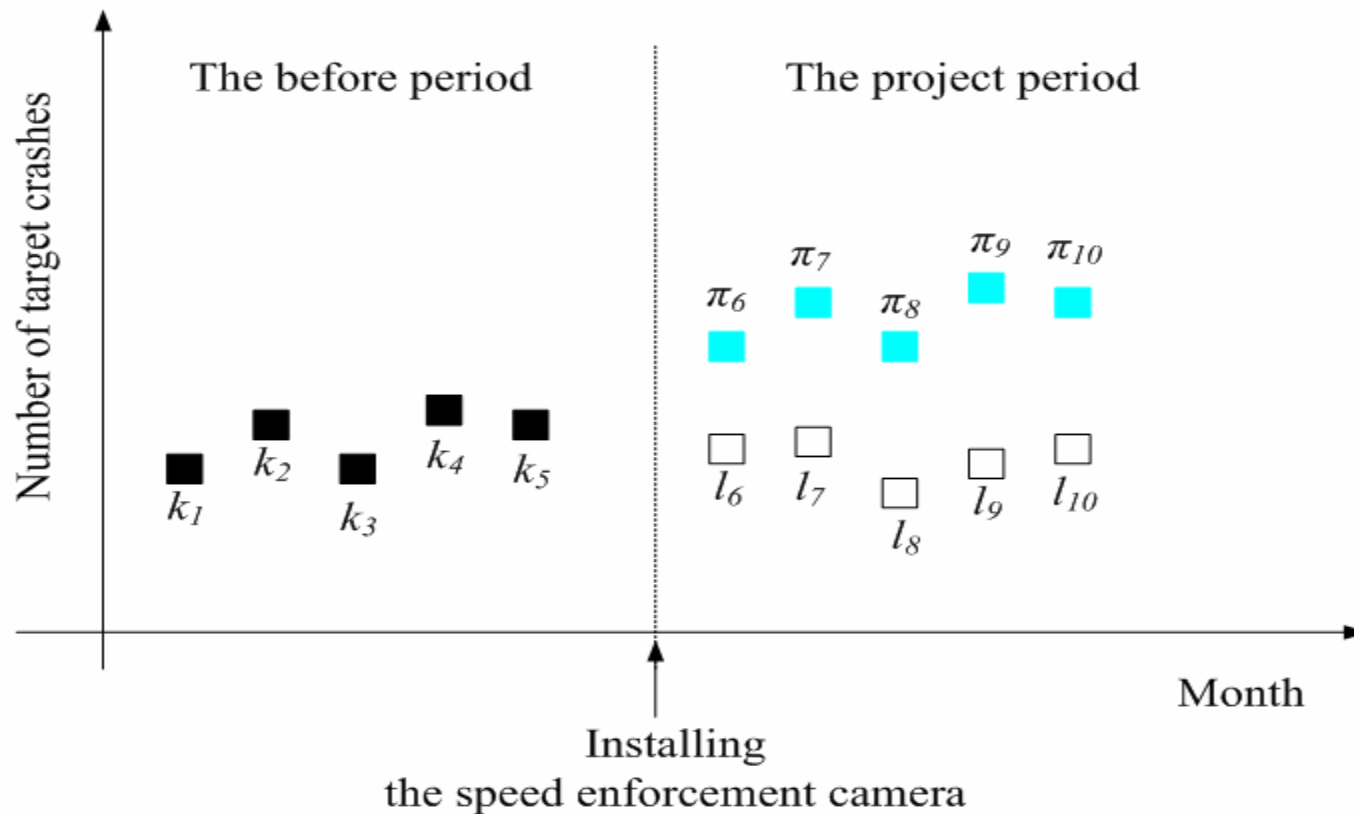 The before period
The project period
Number of target crashes
π6
π7
π8
π9
π10
k1
k2
k3
k4
k5
l6
l7
l8
l9
l10
Month
Installing
the speed enforcement camera